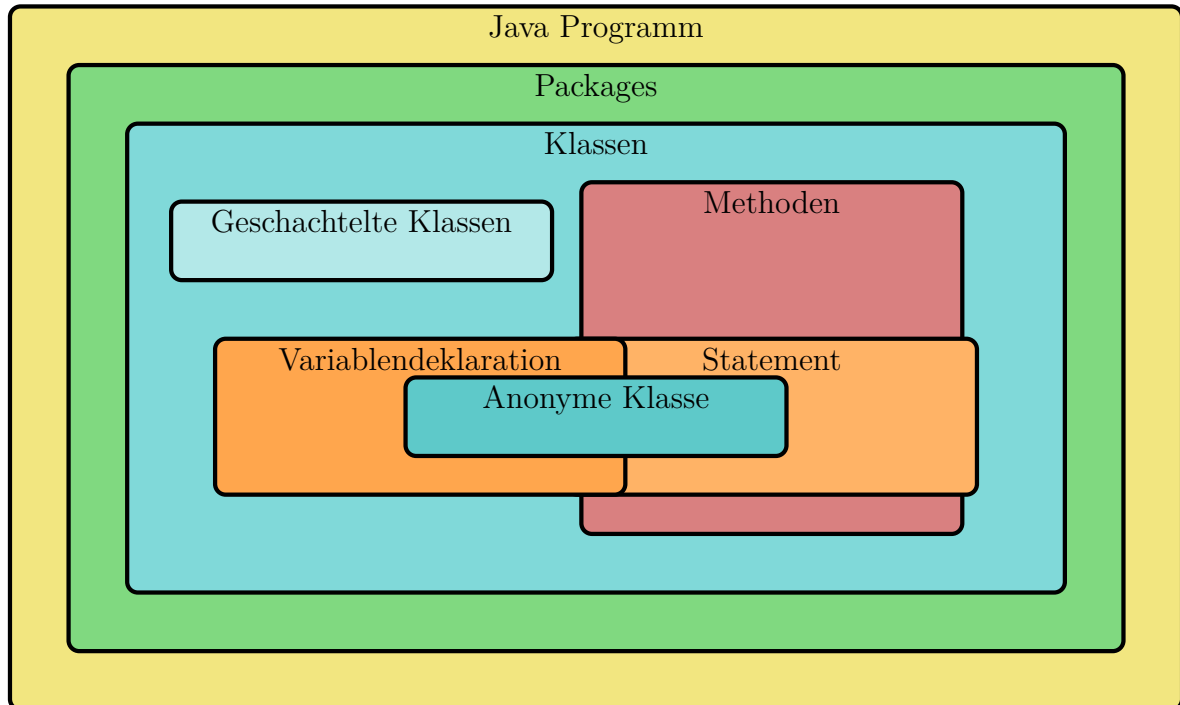 Java Programm
Packages
Klassen
Methoden
Geschachtelte Klassen
Variablendeklaration
Statement
Anonyme Klasse